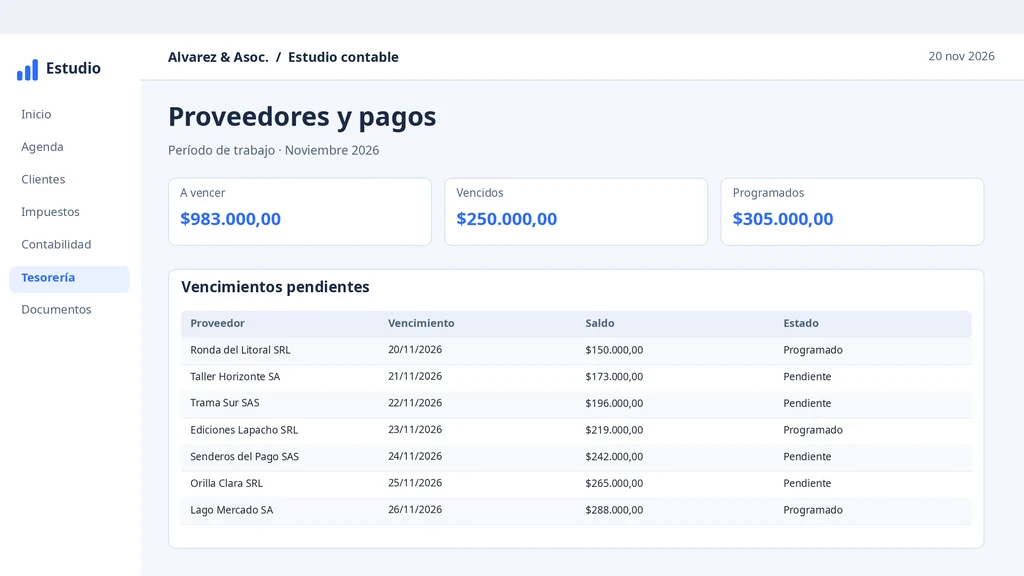 Estudio
Inicio
Agenda
Clientes
Impuestos
Contabilidad
Tesorería
Documentos
Alvarez & Asoc. / Estudio contable
20 nov 2026
Proveedores y pagos
Período de trabajo · Noviembre 2026
A vencer
$983.000,00
Vencidos
$250.000,00
Programados
$305.000,00
Vencimientos pendientes
Proveedor Vencimiento Saldo Estado
Ronda del Litoral SRL 20/11/2026 $150.000,00 Programado
Taller Horizonte SA 21/11/2026 $173.000,00 Pendiente
Trama Sur SAS 22/11/2026 $196.000,00 Pendiente
Ediciones Lapacho SRL 23/11/2026 $219.000,00 Programado
Senderos del Pago SAS 24/11/2026 $242.000,00 Pendiente
Orilla Clara SRL 25/11/2026 $265.000,00 Pendiente
Lago Mercado SA 26/11/2026 $288.000,00 Programado